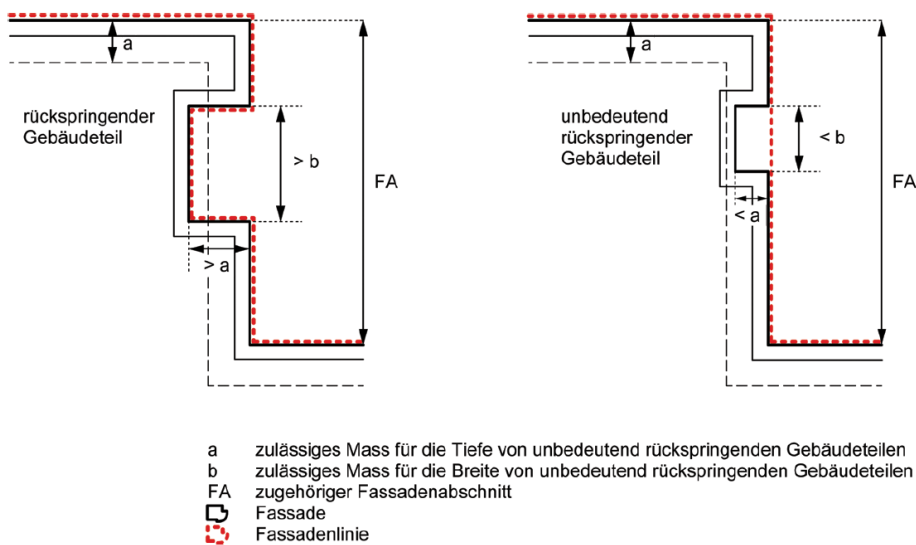 a
rückspringender
Gebäudeteil
> b
FA
> a
a
unbedeutend
rückspringender
Gebäudeteil
< b
FA
< a
a zulässiges Mass für die Tiefe von unbedeutend rückspringenden Gebäudeteilen
b zulässiges Mass für die Breite von unbedeutend rückspringenden Gebäudeteilen
FA zugehöriger Fassadenabschnitt
Fassade
Fassadenlinie